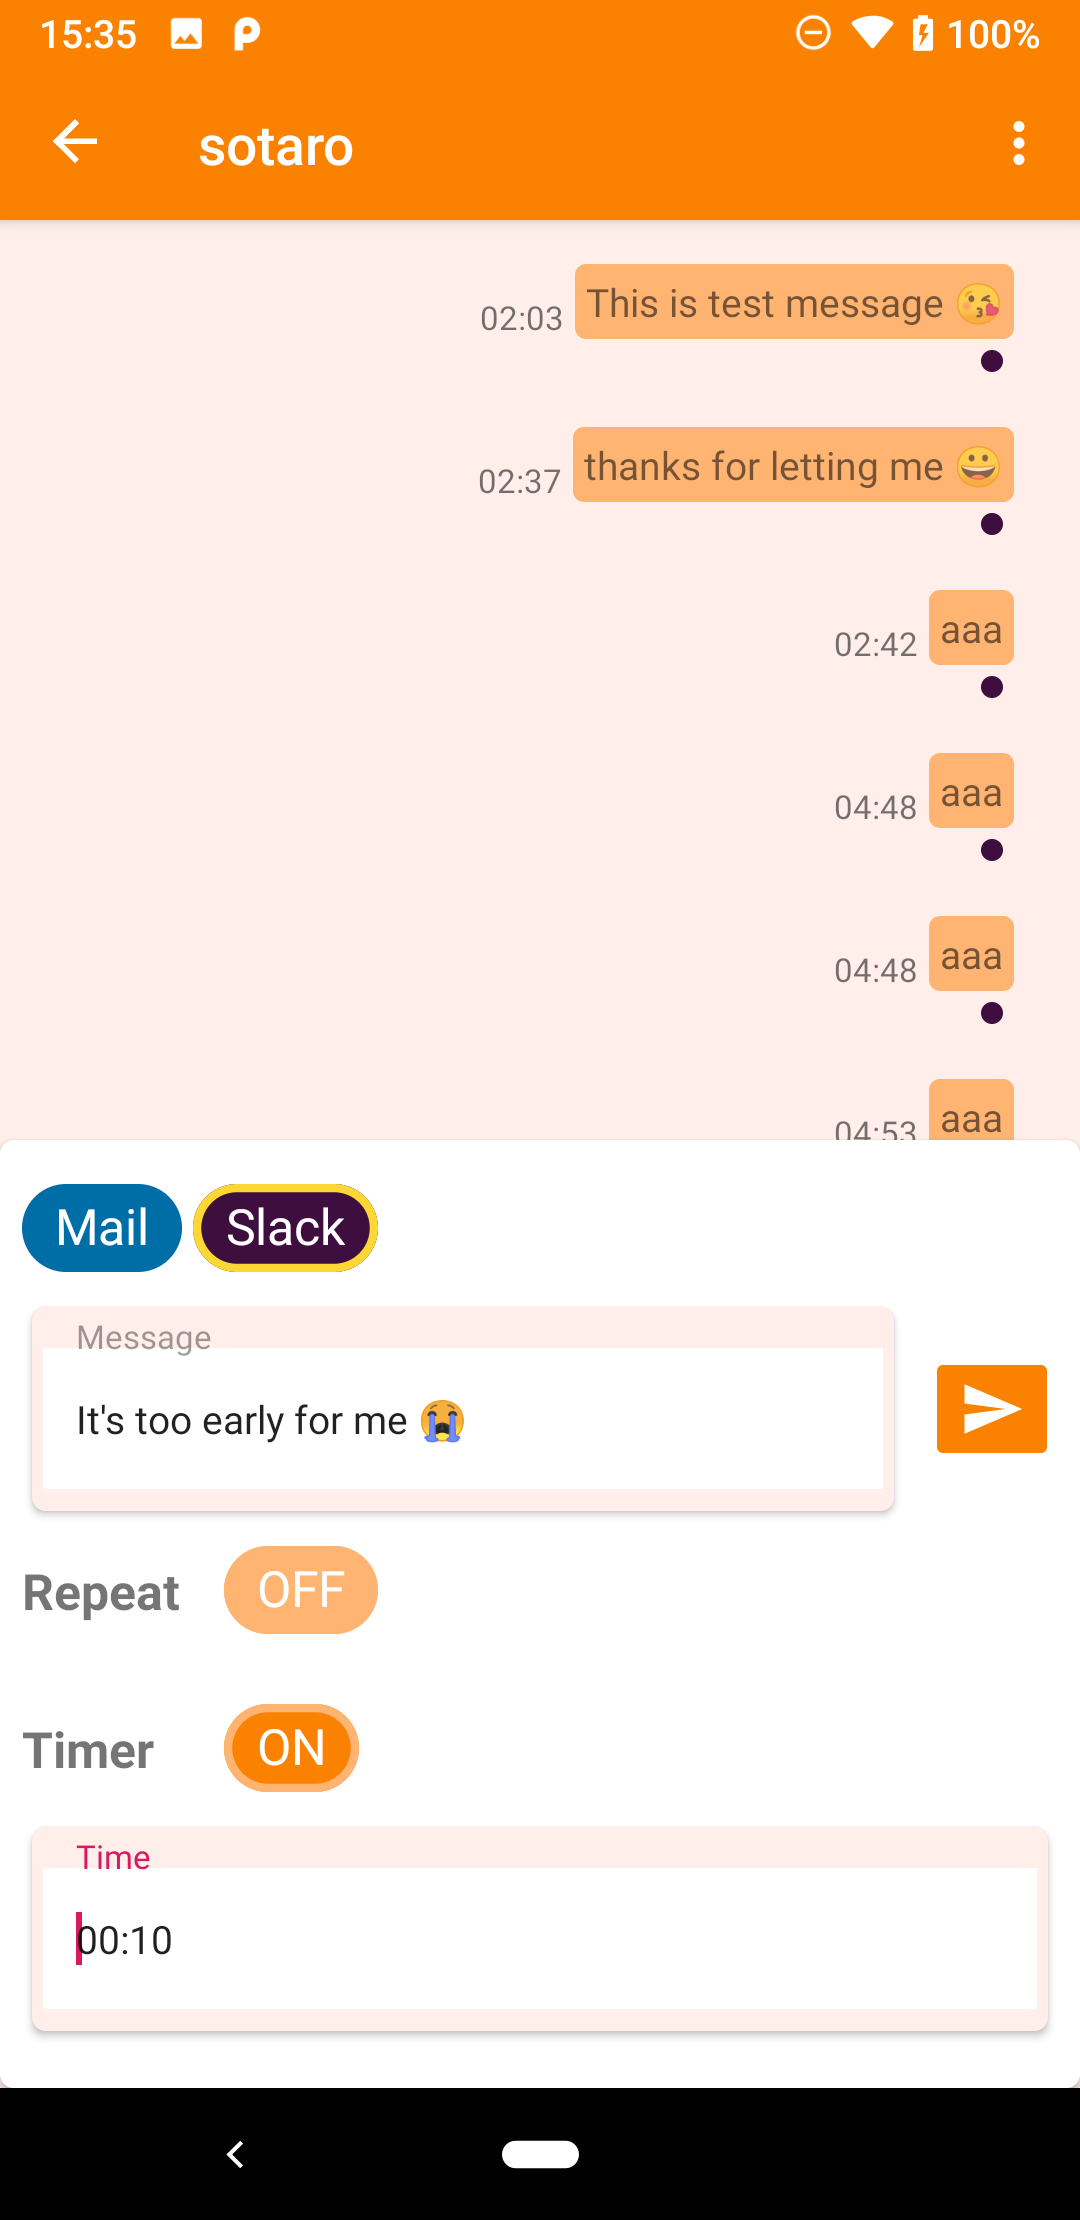 15:35 100%
sotaro
02:03 This is test message 😘
02:37 thanks for letting me 😀
02:42 aaa
04:48 aaa
04:48 aaa
04:53 aaa
Mail Slack
Message
It's too early for me 😭
Repeat OFF
Timer ON
Time
00:10